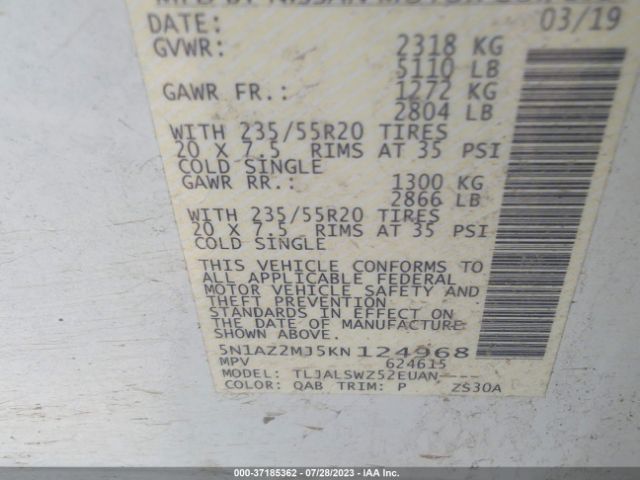 MFD BY NISSAN MOTOR
DATE: 03/19
GVWR: 2318 KG
5110 LB
GAWR FR.: 1272 KG
2804 LB
WITH 235/55R20 TIRES
20 X 7.5 RIMS AT 35 PSI
COLD SINGLE
GAWR RR.: 1300 KG
2866 LB
WITH 235/55R20 TIRES
20 X 7.5 RIMS AT 35 PSI
COLD SINGLE
THIS VEHICLE CONFORMS TO
ALL APPLICABLE FEDERAL
MOTOR VEHICLE SAFETY AND
THEFT PREVENTION
STANDARDS IN EFFECT ON
THE DATE OF MANUFACTURE
SHOWN ABOVE.
5N1AZ2MJ5KN124968
MPV 624615
MODEL: TLJALSWZ52EUAN----
COLOR: QAB TRIM: P ZS30A
000-37185362 - 07/28/2023 - IAA Inc.